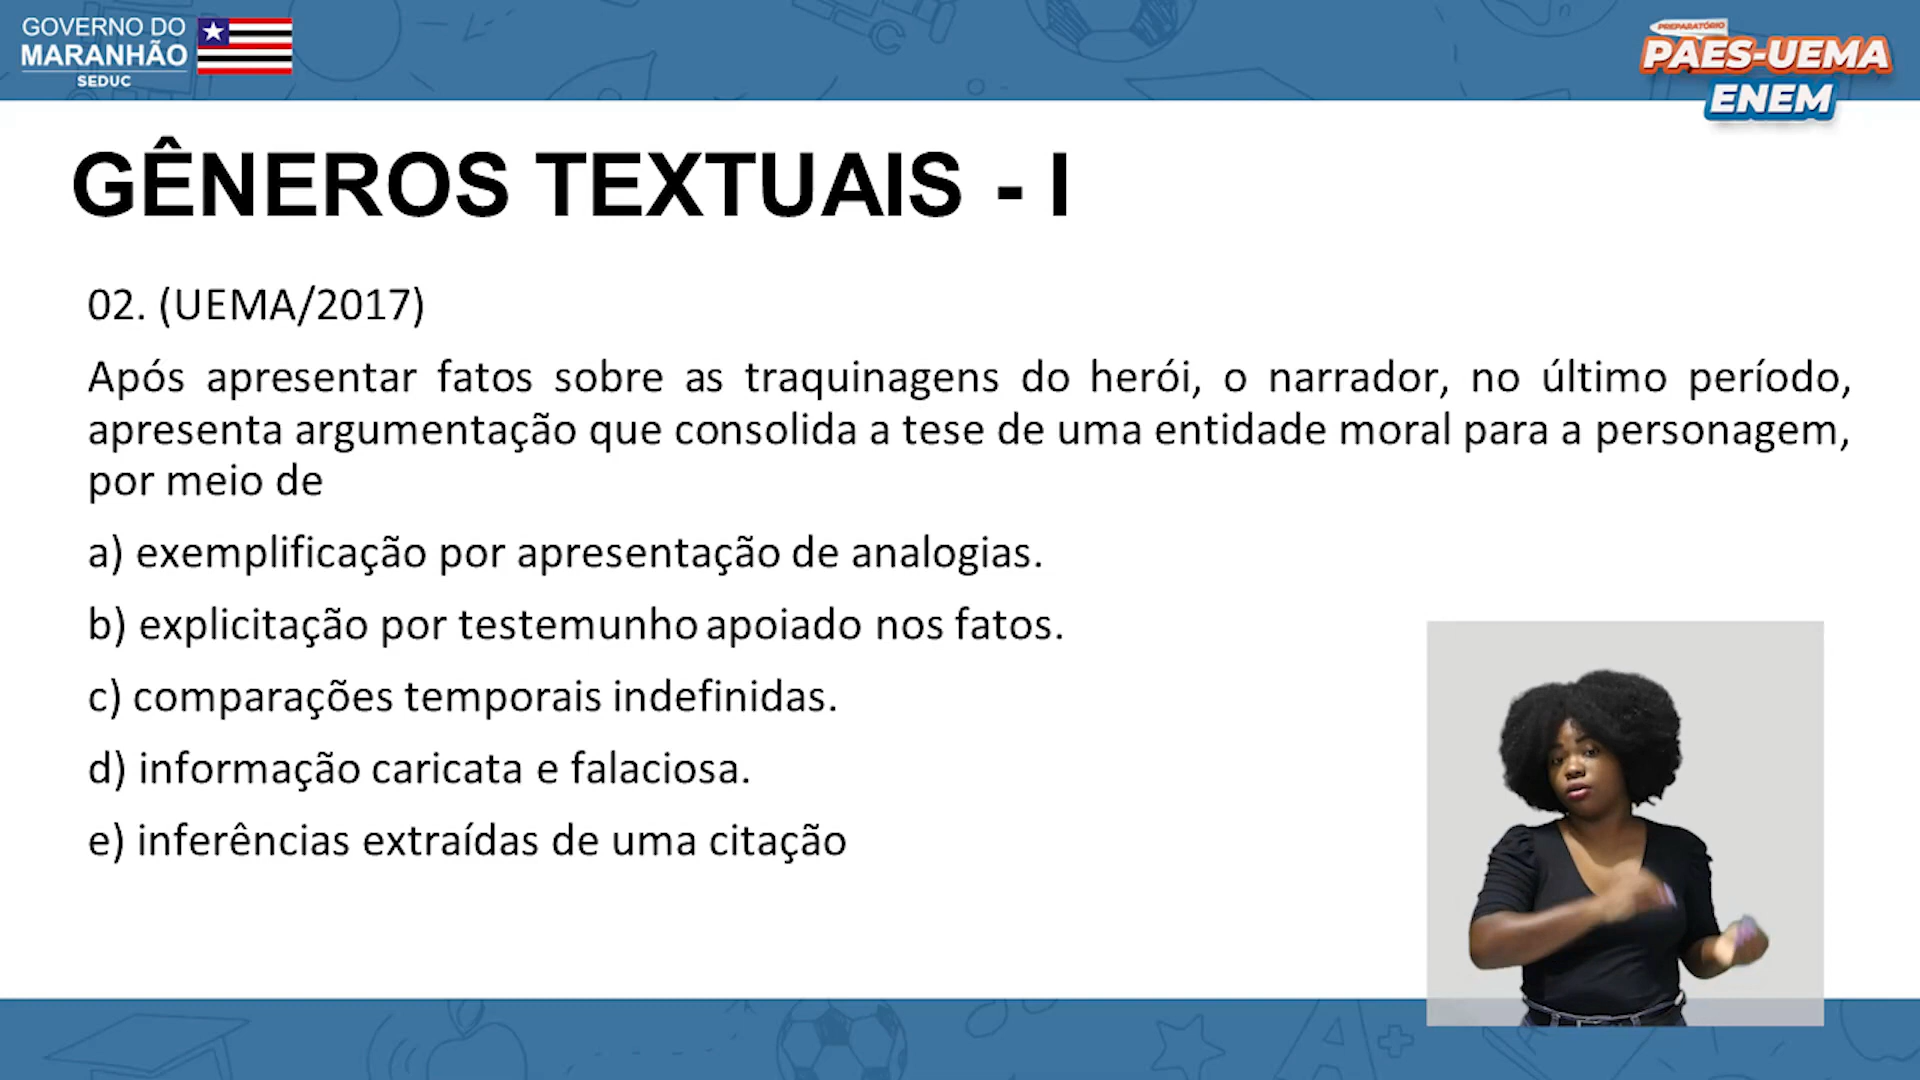 GOVERNO DO
MARANHÃO
SEDUC
PREPARATÓRIO
PAES-UEMA
ENEM
GÊNEROS TEXTUAIS - I
02. (UEMA/2017)
Após apresentar fatos sobre as traquinagens do herói, o narrador, no último período,
apresenta argumentação que consolida a tese de uma entidade moral para a personagem,
por meio de
a) exemplificação por apresentação de analogias.
b) explicitação por testemunho apoiado nos fatos.
c) comparações temporais indefinidas.
d) informação caricata e falaciosa.
e) inferências extraídas de uma citação
A+